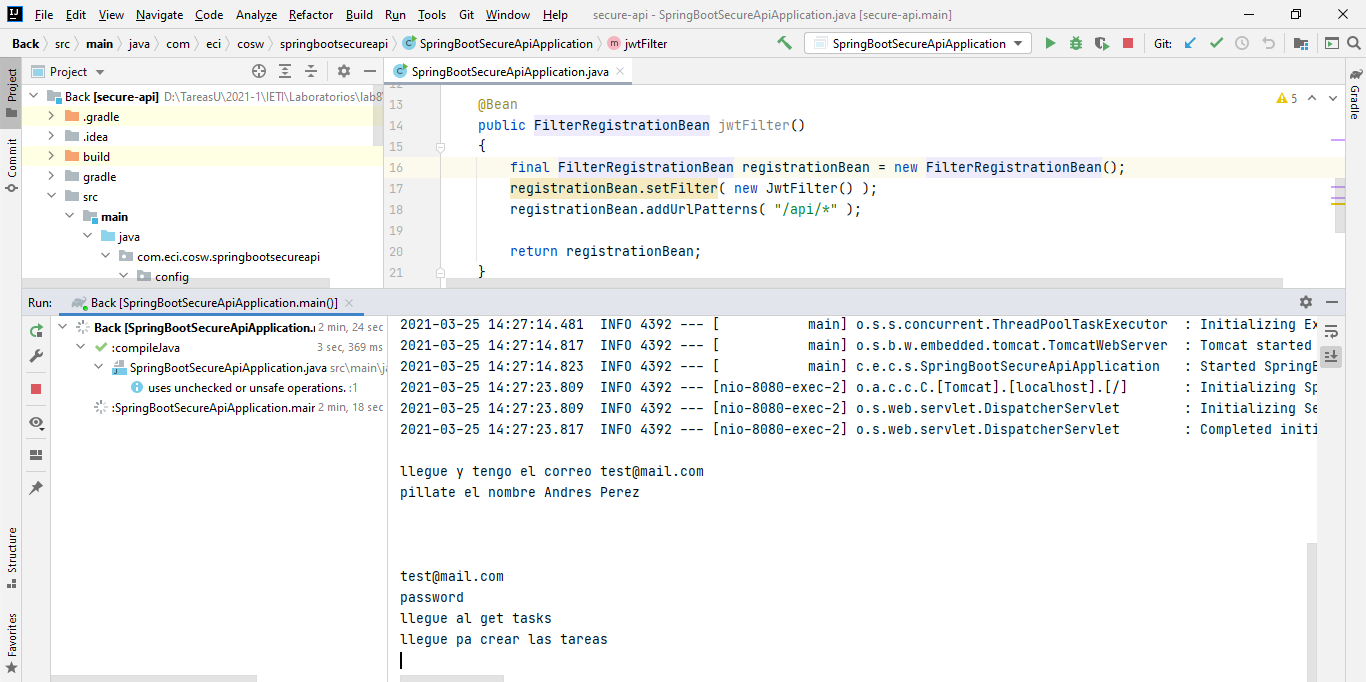 File Edit View Navigate Code Analyze Refactor Build Run Tools Git Window Help secure-api - SpringBootSecureApiApplication.java [secure-api.main]
Back src main java com eci cosw springbootsecureapi SpringBootSecureApiApplication jwtFilter SpringBootSecureApiApplication Git:
Project
SpringBootSecureApiApplication.java
Project
Commit
Structure
Favorites
Gradle
Back [secure-api] D:\TareasU\2021-1\IETI\Laboratorios\lab8\
.gradle
.idea
build
gradle
src
main
java
com.eci.cosw.springbootsecureapi
config
5
12
13 @Bean
14 public FilterRegistrationBean jwtFilter()
15 {
16 final FilterRegistrationBean registrationBean = new FilterRegistrationBean();
17 registrationBean.setFilter( new JwtFilter() );
18 registrationBean.addUrlPatterns( "/api/*" );
19
20 return registrationBean;
21 }
Run: Back [SpringBootSecureApiApplication.main()]
Back [SpringBootSecureApiApplication. 2 min, 24 sec
:compileJava 3 sec, 369 ms
SpringBootSecureApiApplication.java src\main\j
uses unchecked or unsafe operations. :1
:SpringBootSecureApiApplication.mair 2 min, 18 sec
2021-03-25 14:27:14.481 INFO 4392 --- [ main] o.s.s.concurrent.ThreadPoolTaskExecutor : Initializing Ex
2021-03-25 14:27:14.817 INFO 4392 --- [ main] o.s.b.w.embedded.tomcat.TomcatWebServer : Tomcat started
2021-03-25 14:27:14.823 INFO 4392 --- [ main] c.e.c.s.SpringBootSecureApiApplication : Started SpringB
2021-03-25 14:27:23.809 INFO 4392 --- [nio-8080-exec-2] o.a.c.c.C.[Tomcat].[localhost].[/] : Initializing Sp
2021-03-25 14:27:23.809 INFO 4392 --- [nio-8080-exec-2] o.s.web.servlet.DispatcherServlet : Initializing Se
2021-03-25 14:27:23.817 INFO 4392 --- [nio-8080-exec-2] o.s.web.servlet.DispatcherServlet : Completed initi
llegue y tengo el correo test@mail.com
pillate el nombre Andres Perez
test@mail.com
password
llegue al get tasks
llegue pa crear las tareas